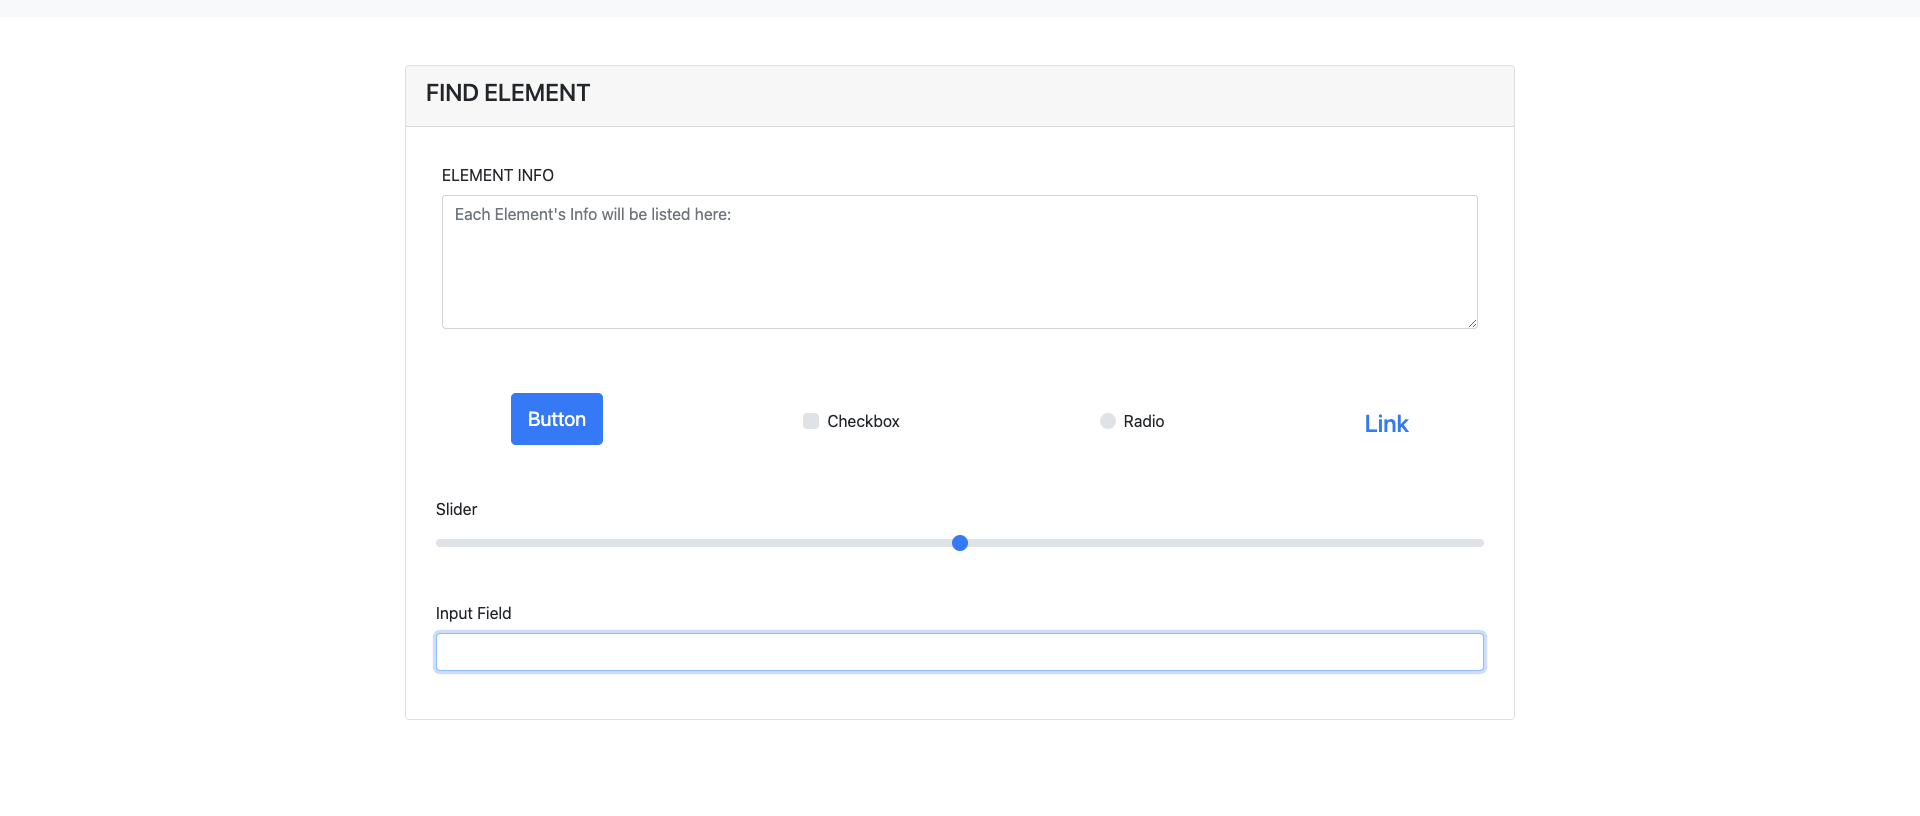 FIND ELEMENT
ELEMENT INFO
Each Element's Info will be listed here:
Button
Checkbox
Radio
Link
Slider
Input Field